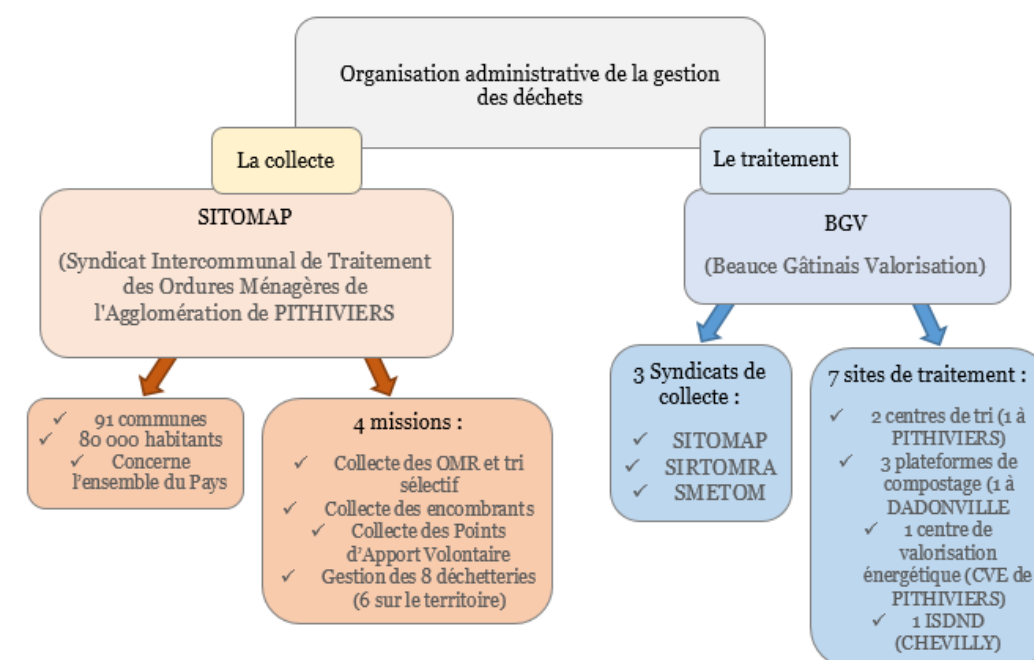 Organisation administrative de la gestion
des déchets
La collecte
Le traitement
SITOMAP
(Syndicat Intercommunal de Traitement
des Ordures Ménagères de
l'Agglomération de PITHIVIERS
BGV
(Beauce Gâtinais Valorisation)
✓ 91 communes
✓ 80 000 habitants
✓ Concerne
l'ensemble du Pays
4 missions :
✓ Collecte des OMR et tri
sélectif
✓ Collecte des encombrants
✓ Collecte des Points
d'Apport Volontaire
✓ Gestion des 8 déchetteries
(6 sur le territoire)
3 Syndicats de
collecte :
✓ SITOMAP
✓ SIRTOMRA
✓ SMETOM
7 sites de traitement :
✓ 2 centres de tri (1 à
PITHIVIERS)
✓ 3 plateformes de
compostage (1 à
DADONVILLE
✓ 1 centre de
valorisation
énergétique (CVE de
PITHIVIERS)
✓ 1 ISDND
(CHEVILLY)